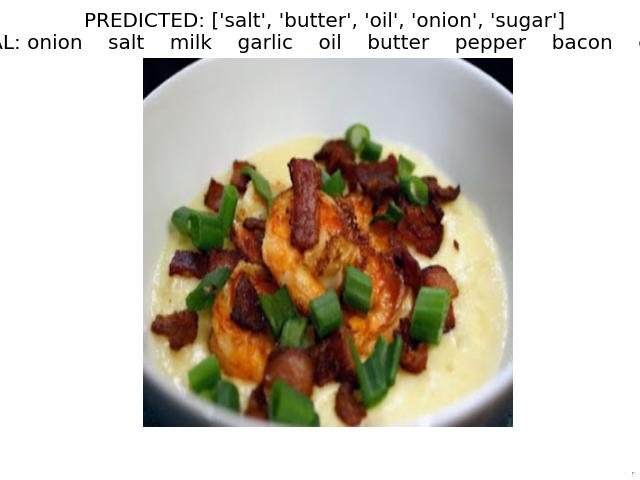 PREDICTED: ['salt', 'butter', 'oil', 'onion', 'sugar']
AL: onion salt milk garlic oil butter pepper bacon